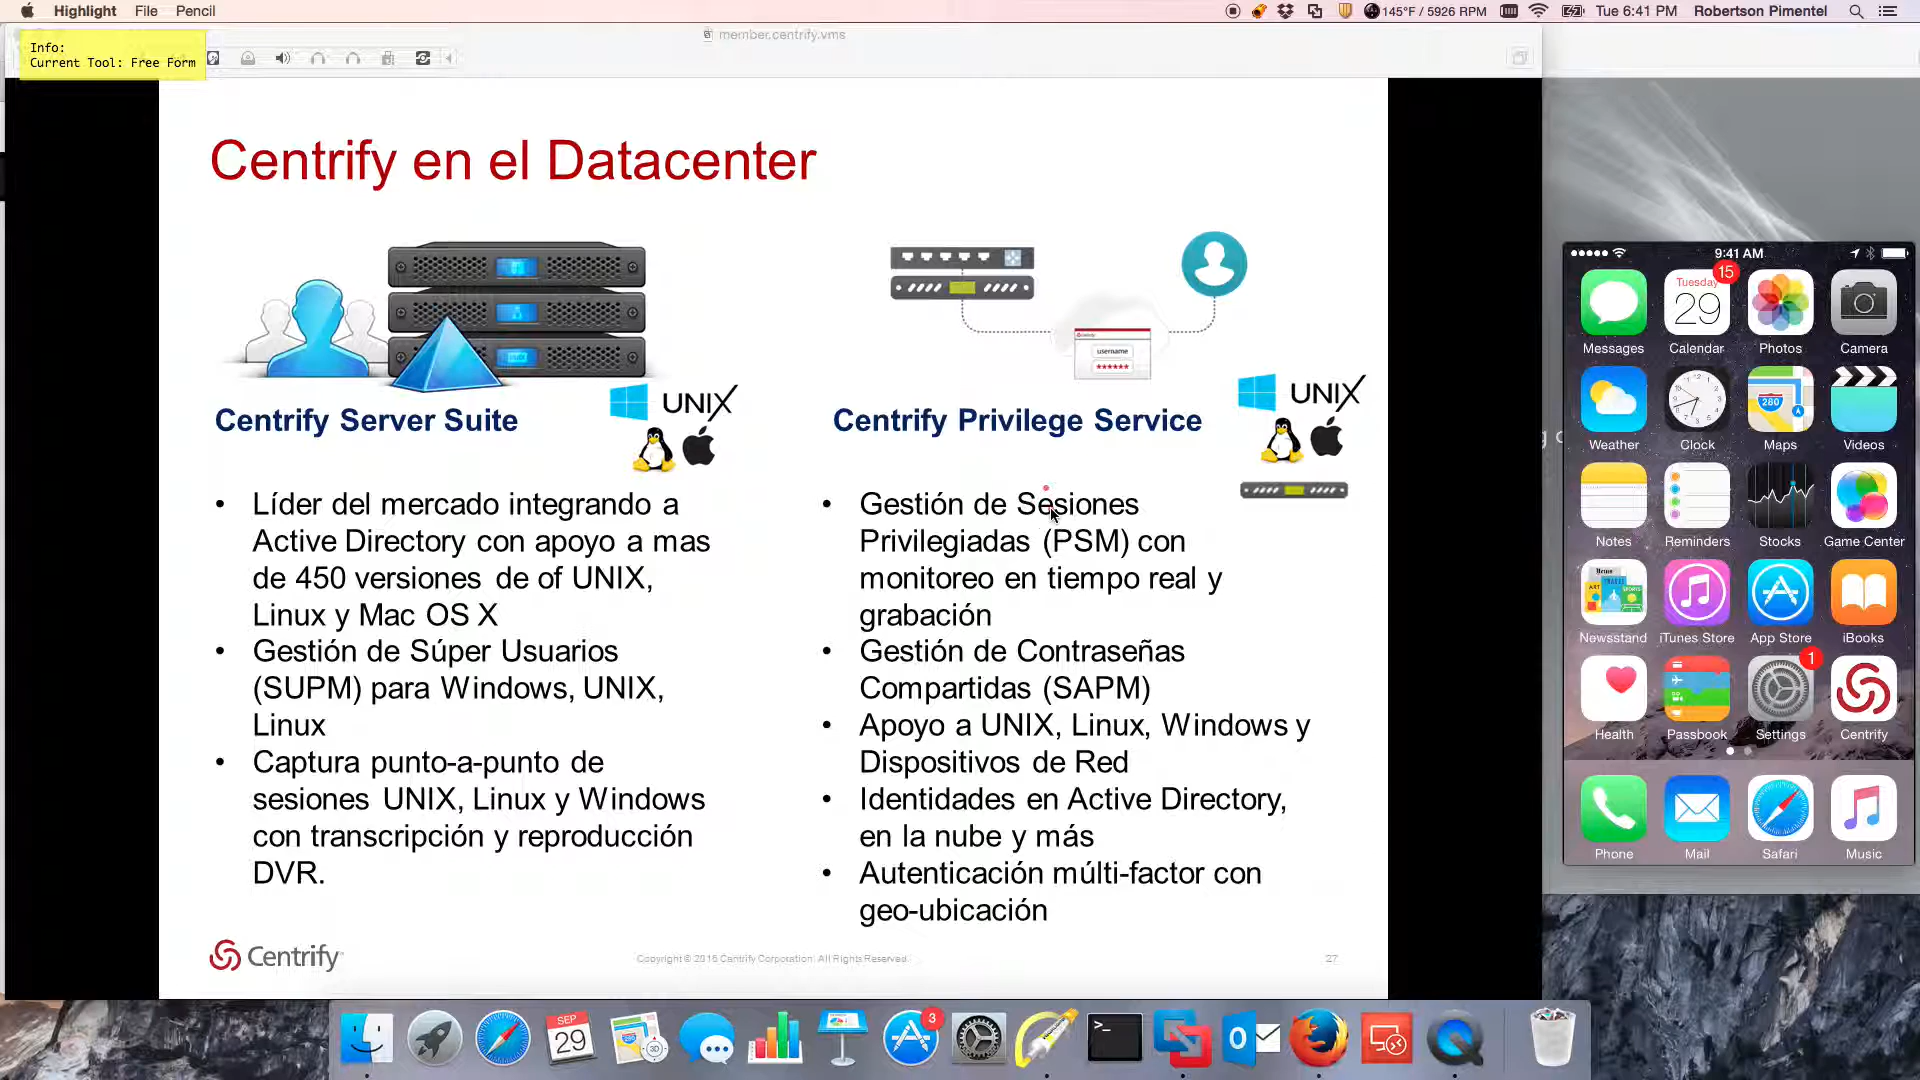 Highlight File Pencil
145°F / 5926 RPM Tue 6:41 PM Robertson Pimentel
Info:
Current Tool: Free Form
member.centrify.vms
Centrify en el Datacenter
Centrify Server Suite
UNIX
Líder del mercado integrando a
Active Directory con apoyo a mas
de 450 versiones de of UNIX,
Linux y Mac OS X
Gestión de Súper Usuarios
(SUPM) para Windows, UNIX,
Linux
Captura punto-a-punto de
sesiones UNIX, Linux y Windows
con transcripción y reproducción
DVR.
username
******
Centrify Privilege Service
UNIX
Gestión de Sesiones
Privilegiadas (PSM) con
monitoreo en tiempo real y
grabación
Gestión de Contraseñas
Compartidas (SAPM)
Apoyo a UNIX, Linux, Windows y
Dispositivos de Red
Identidades en Active Directory,
en la nube y más
Autenticación múlti-factor con
geo-ubicación
Centrify
Copyright © 2016 Centrify Corporation. All Rights Reserved.
27
9:41 AM
Tuesday 15
29
Messages Calendar Photos Camera
280
Weather Clock Maps Videos
Notes Reminders Stocks Game Center
Newsstand iTunes Store App Store iBooks
1
Health Passbook Settings Centrify
Phone Mail Safari Music
SEP
29
3D
3